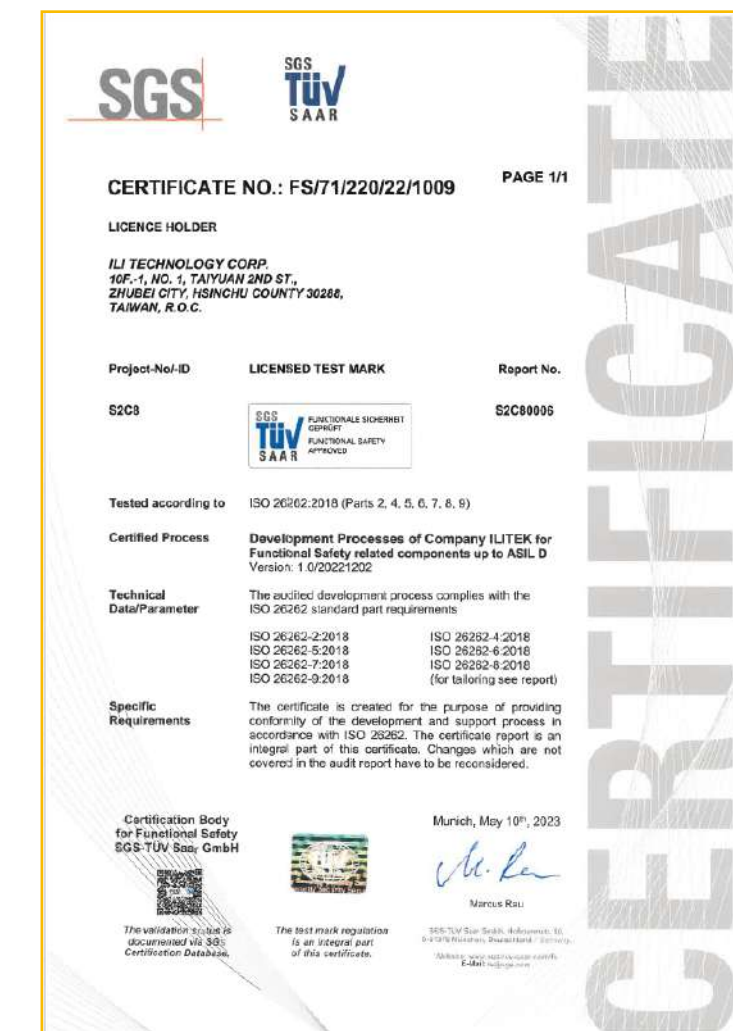 SGS
SGS
TÜV
SAAR
CERTIFICATE NO.: FS/71/220/22/1009
PAGE 1/1
LICENCE HOLDER
ILI TECHNOLOGY CORP.
10F.-1, NO. 1, TAIYUAN 2ND ST.,
ZHUBEI CITY, HSINCHU COUNTY 30288,
TAIWAN, R.O.C.
Project-No/-ID LICENSED TEST MARK Report No.
S2C8 S2C80006
SGS
TÜV
SAAR
FUNKTIONALE SICHERHEIT
GEPRÜFT
FUNCTIONAL SAFETY
APPROVED
Tested according to ISO 26262:2018 (Parts 2, 4, 5, 6, 7, 8, 9)
Certified Process Development Processes of Company ILITEK for
Functional Safety related components up to ASIL D
Version: 1.0/20221202
Technical The audited development process complies with the
Data/Parameter ISO 26262 standard part requirements
ISO 26262-2:2018 ISO 26262-4:2018
ISO 26262-5:2018 ISO 26262-6:2018
ISO 26262-7:2018 ISO 26262-8:2018
ISO 26262-9:2018 (for tailoring see report)
Specific The certificate is created for the purpose of providing
Requirements conformity of the development and support process in
accordance with ISO 26262. The certificate report is an
integral part of this certificate. Changes which are not
covered in the audit report have to be reconsidered.
Certification Body
for Functional Safety
SGS-TÜV Saar GmbH
Munich, May 10th, 2023
Marcus Rau
The validation status is
documented via SGS
Certification Database.
The test mark regulation
is an integral part
of this certificate.
CERTIFICATE